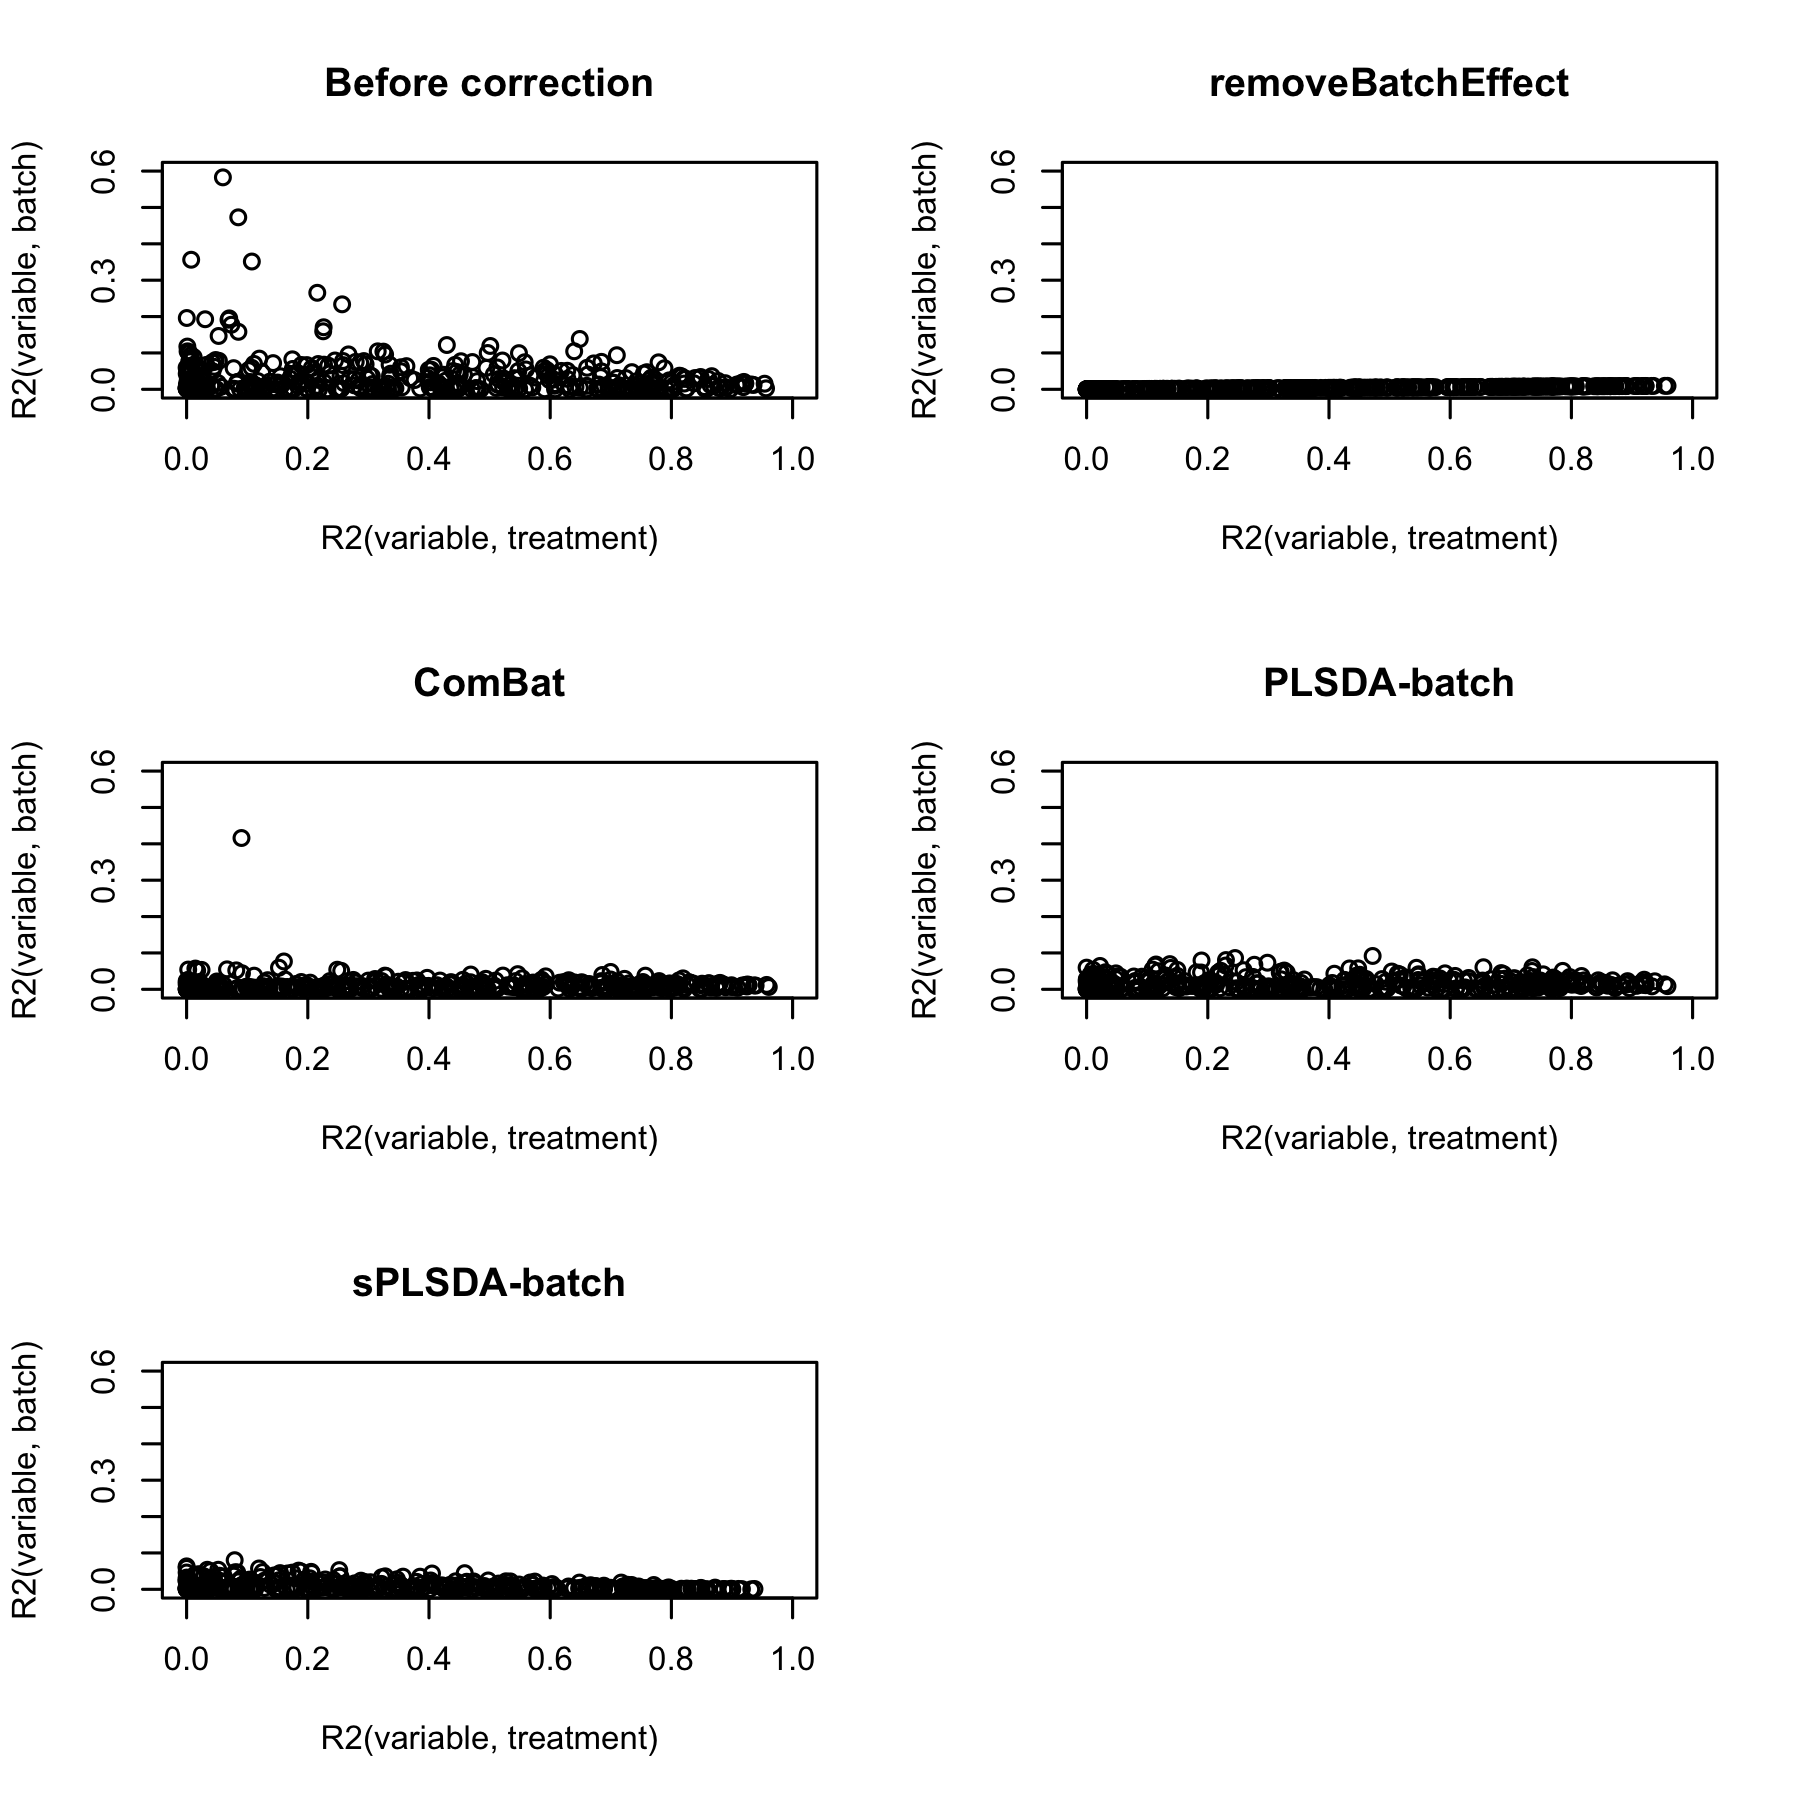 Before correction
R2(variable, batch)
0.6
0.3
0.0
0.0 0.2 0.4 0.6 0.8 1.0
R2(variable, treatment)
removeBatchEffect
R2(variable, batch)
0.6
0.3
0.0
0.0 0.2 0.4 0.6 0.8 1.0
R2(variable, treatment)
ComBat
R2(variable, batch)
0.6
0.3
0.0
0.0 0.2 0.4 0.6 0.8 1.0
R2(variable, treatment)
PLSDA-batch
R2(variable, batch)
0.6
0.3
0.0
0.0 0.2 0.4 0.6 0.8 1.0
R2(variable, treatment)
sPLSDA-batch
R2(variable, batch)
0.6
0.3
0.0
0.0 0.2 0.4 0.6 0.8 1.0
R2(variable, treatment)